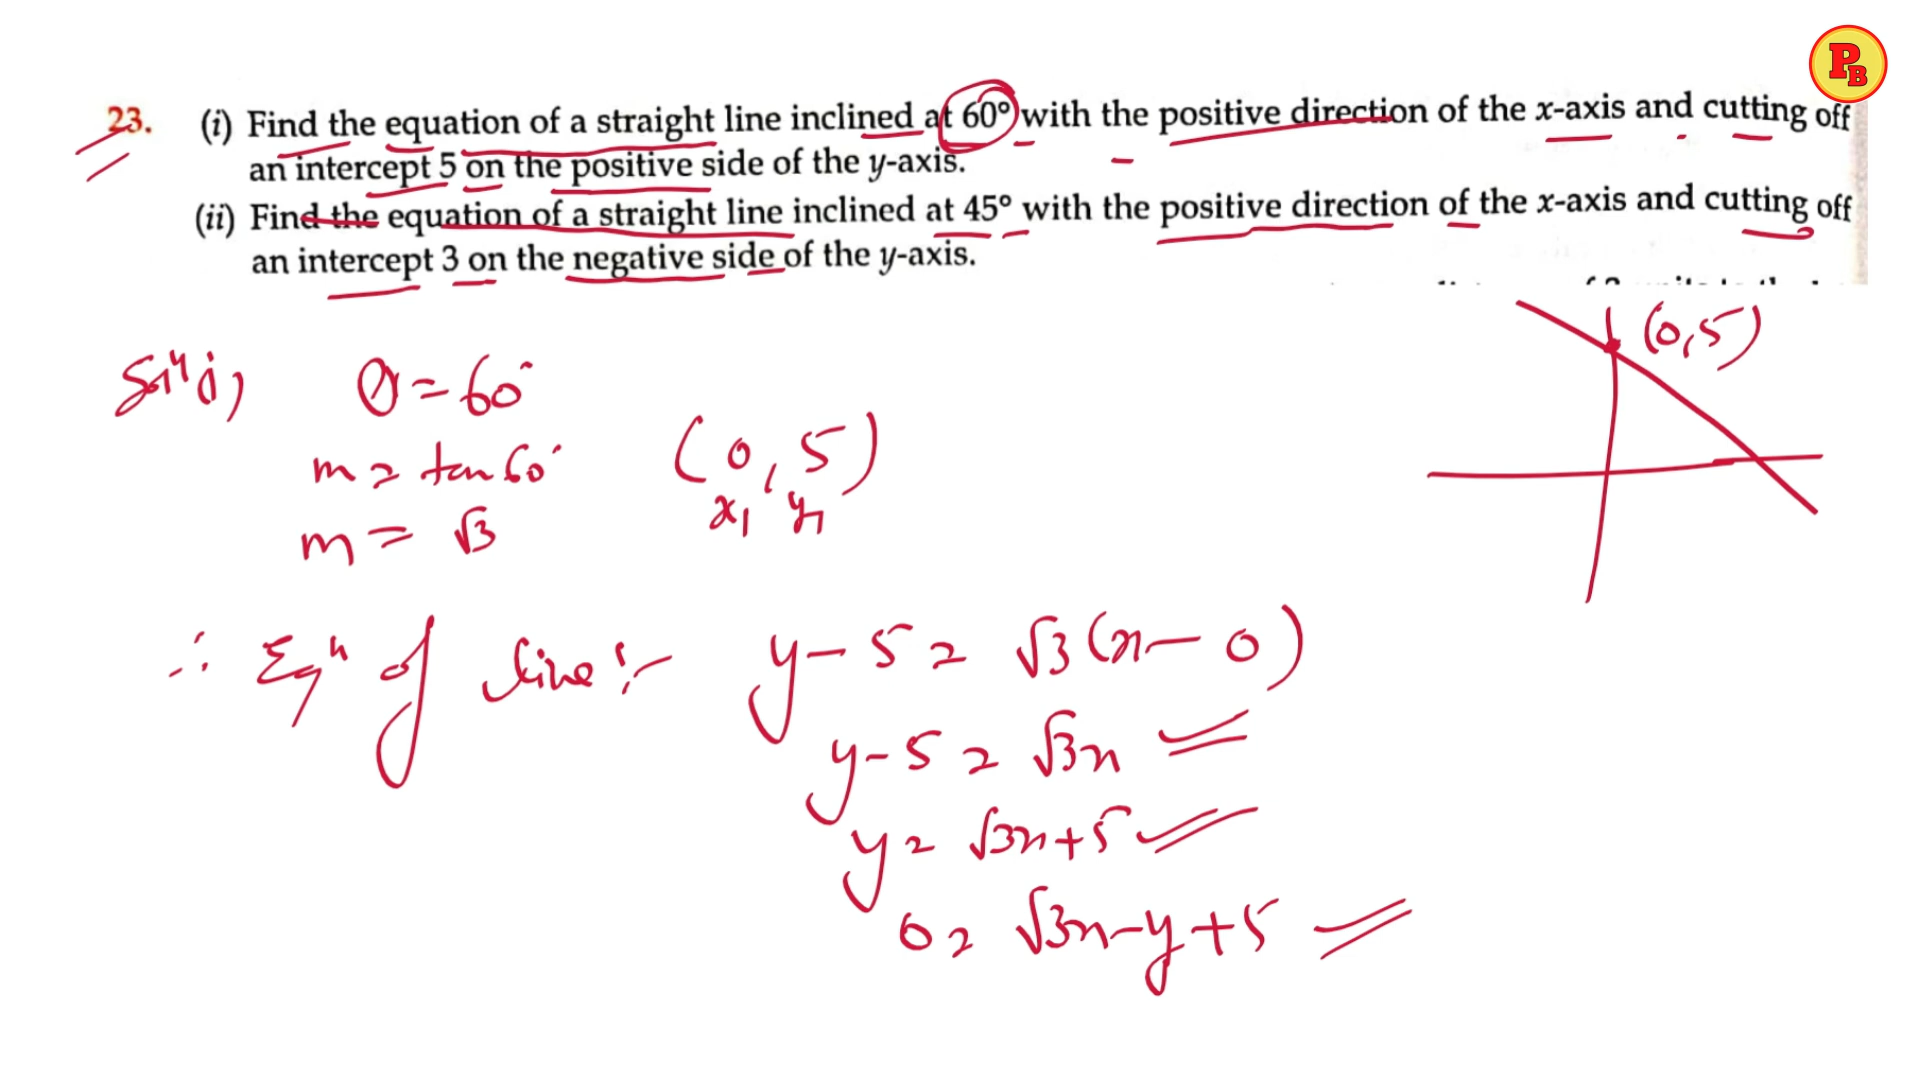 PB
23. (i) Find the equation of a straight line inclined at 60° with the positive direction of the x-axis and cutting off
an intercept 5 on the positive side of the y-axis.
(ii) Find the equation of a straight line inclined at 45° with the positive direction of the x-axis and cutting off
an intercept 3 on the negative side of the y-axis.
(0,5)
Solⁿ i) θ = 60°
m = tan 60° (0, 5)
m = √3 x₁ y₁
∴ Eqⁿ of line:- y - 5 = √3 (x - 0)
y - 5 = √3x
y = √3x + 5
0 = √3x - y + 5